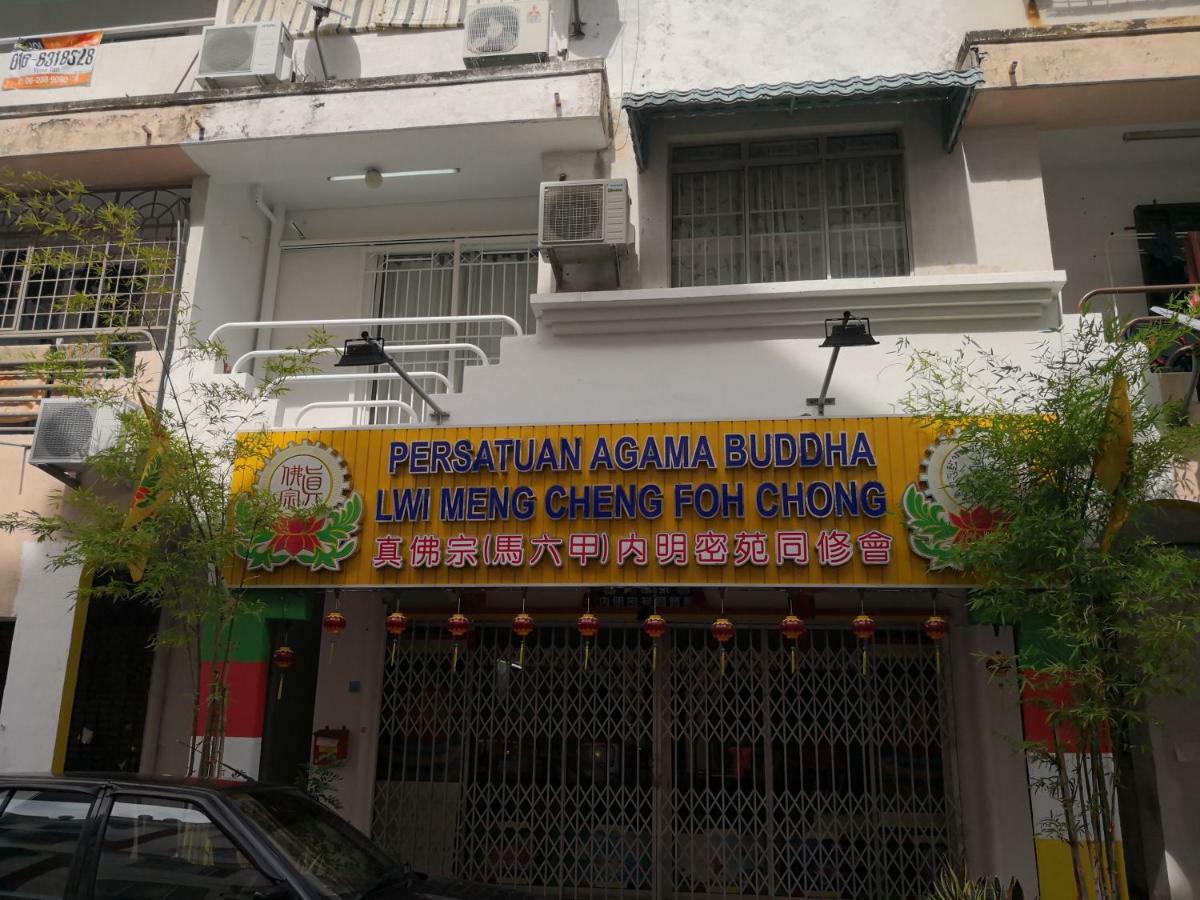 016-6318528
PERSATUAN AGAMA BUDDHA
LWI MENG CHENG FOH CHONG
真佛宗(馬六甲)内明密苑同修會
佛真
宗